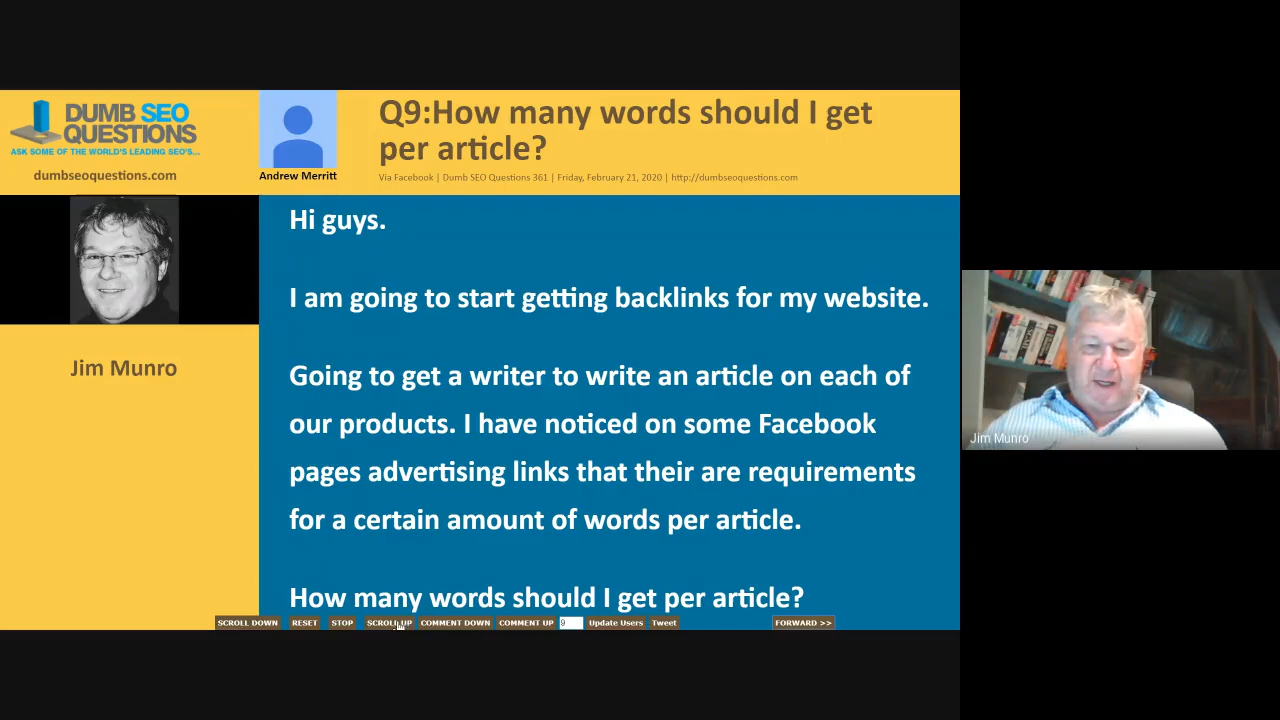 DUMB SEO
QUESTIONS
ASK SOME OF THE WORLD'S LEADING SEO'S...
dumbseoquestions.com
Andrew Merritt
Q9:How many words should I get
per article?
Via Facebook | Dumb SEO Questions 361 | Friday, February 21, 2020 | http://dumbseoquestions.com
Jim Munro
Hi guys.
I am going to start getting backlinks for my website.
Going to get a writer to write an article on each of
our products. I have noticed on some Facebook
pages advertising links that their are requirements
for a certain amount of words per article.
How many words should I get per article?
SCROLL DOWN RESET STOP SCROLL UP COMMENT DOWN COMMENT UP 9 Update Users Tweet FORWARD >>
Jim Munro